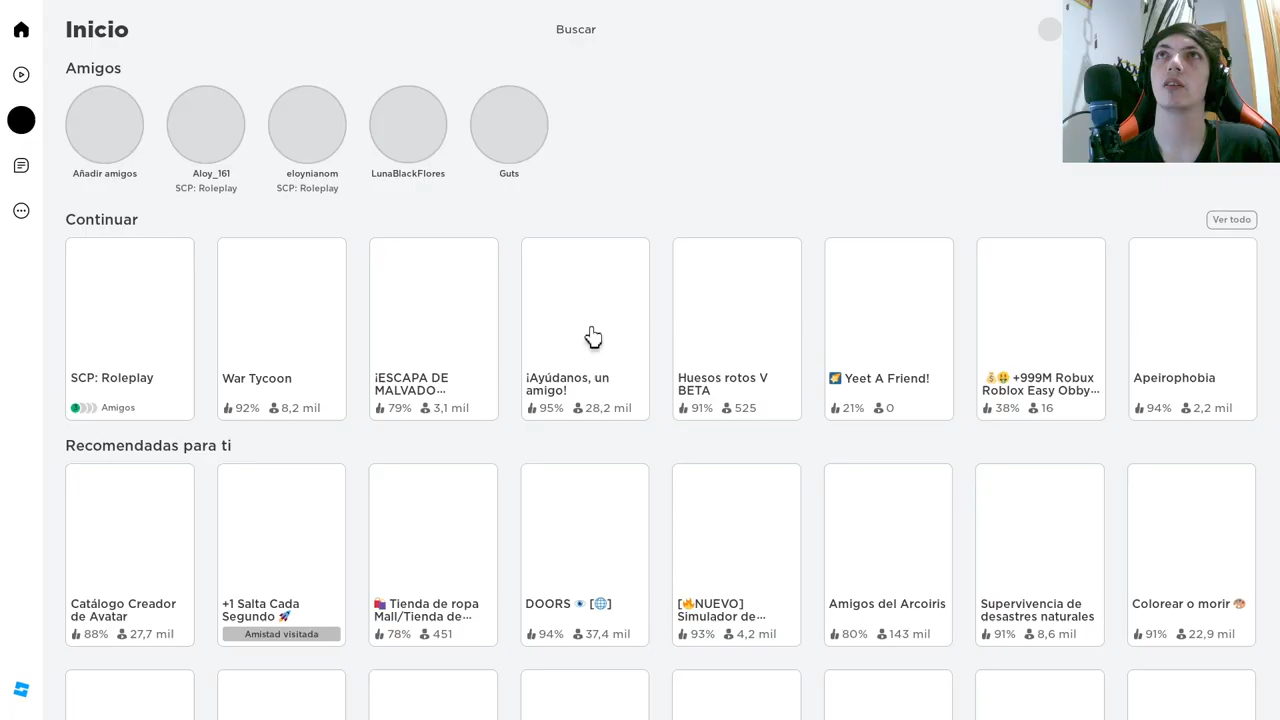 Inicio
Buscar
Amigos
Añadir amigos
Aloy_161
SCP: Roleplay
eloynianom
SCP: Roleplay
LunaBlackFlores
Guts
Continuar
Ver todo
SCP: Roleplay
Amigos
War Tycoon
92% 8,2 mil
¡ESCAPA DE
MALVADO...
79% 3,1 mil
¡Ayúdanos, un
amigo!
95% 28,2 mil
Huesos rotos V
BETA
91% 525
Yeet A Friend!
21% 0
💰🤑 +999M Robux
Roblox Easy Obby...
38% 16
Apeirophobia
94% 2,2 mil
Recomendadas para ti
Catálogo Creador
de Avatar
88% 27,7 mil
+1 Salta Cada
Segundo 🚀
Amistad visitada
🛍️ Tienda de ropa
Mall/Tienda de...
78% 451
DOORS 👁️ [🌐]
94% 37,4 mil
[🔥NUEVO]
Simulador de...
93% 4,2 mil
Amigos del Arcoiris
80% 143 mil
Supervivencia de
desastres naturales
91% 8,6 mil
Colorear o morir 🎨
91% 22,9 mil